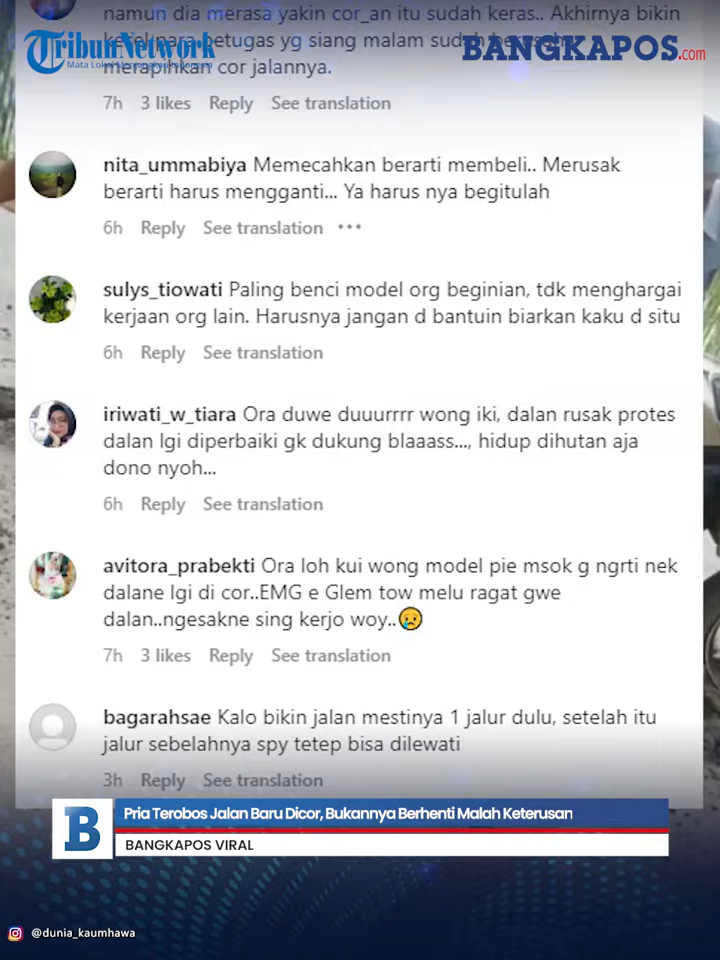 namun dia merasa yakin cor_an itu sudah keras.. Akhirnya bikin
petugas yg siang malam sudah
merapihkan cor jalannya.
Tribun Network
Mata Lokal
BANGKAPOS.com
7h 3 likes Reply See translation
nita_ummabiya Memecahkan berarti membeli.. Merusak
berarti harus mengganti... Ya harus nya begitulah
6h Reply See translation •••
sulys_tiowati Paling benci model org beginian, tdk menghargai
kerjaan org lain. Harusnya jangan d bantuin biarkan kaku d situ
6h Reply See translation
iriwati_w_tiara Ora duwe duuurrrr wong iki, dalan rusak protes
dalan lgi diperbaiki gk dukung blaaass..., hidup dihutan aja
dono nyoh...
6h Reply See translation
avitora_prabekti Ora loh kui wong model pie msok g ngrti nek
dalane lgi di cor..EMG e Glem tow melu ragat gwe
dalan..ngesakne sing kerjo woy..😢
7h 3 likes Reply See translation
bagarahsae Kalo bikin jalan mestinya 1 jalur dulu, setelah itu
jalur sebelahnya spy tetep bisa dilewati
3h Reply See translation
B
Pria Terobos Jalan Baru Dicor, Bukannya Berhenti Malah Keterusan
BANGKAPOS VIRAL
@dunia_kaumhawa